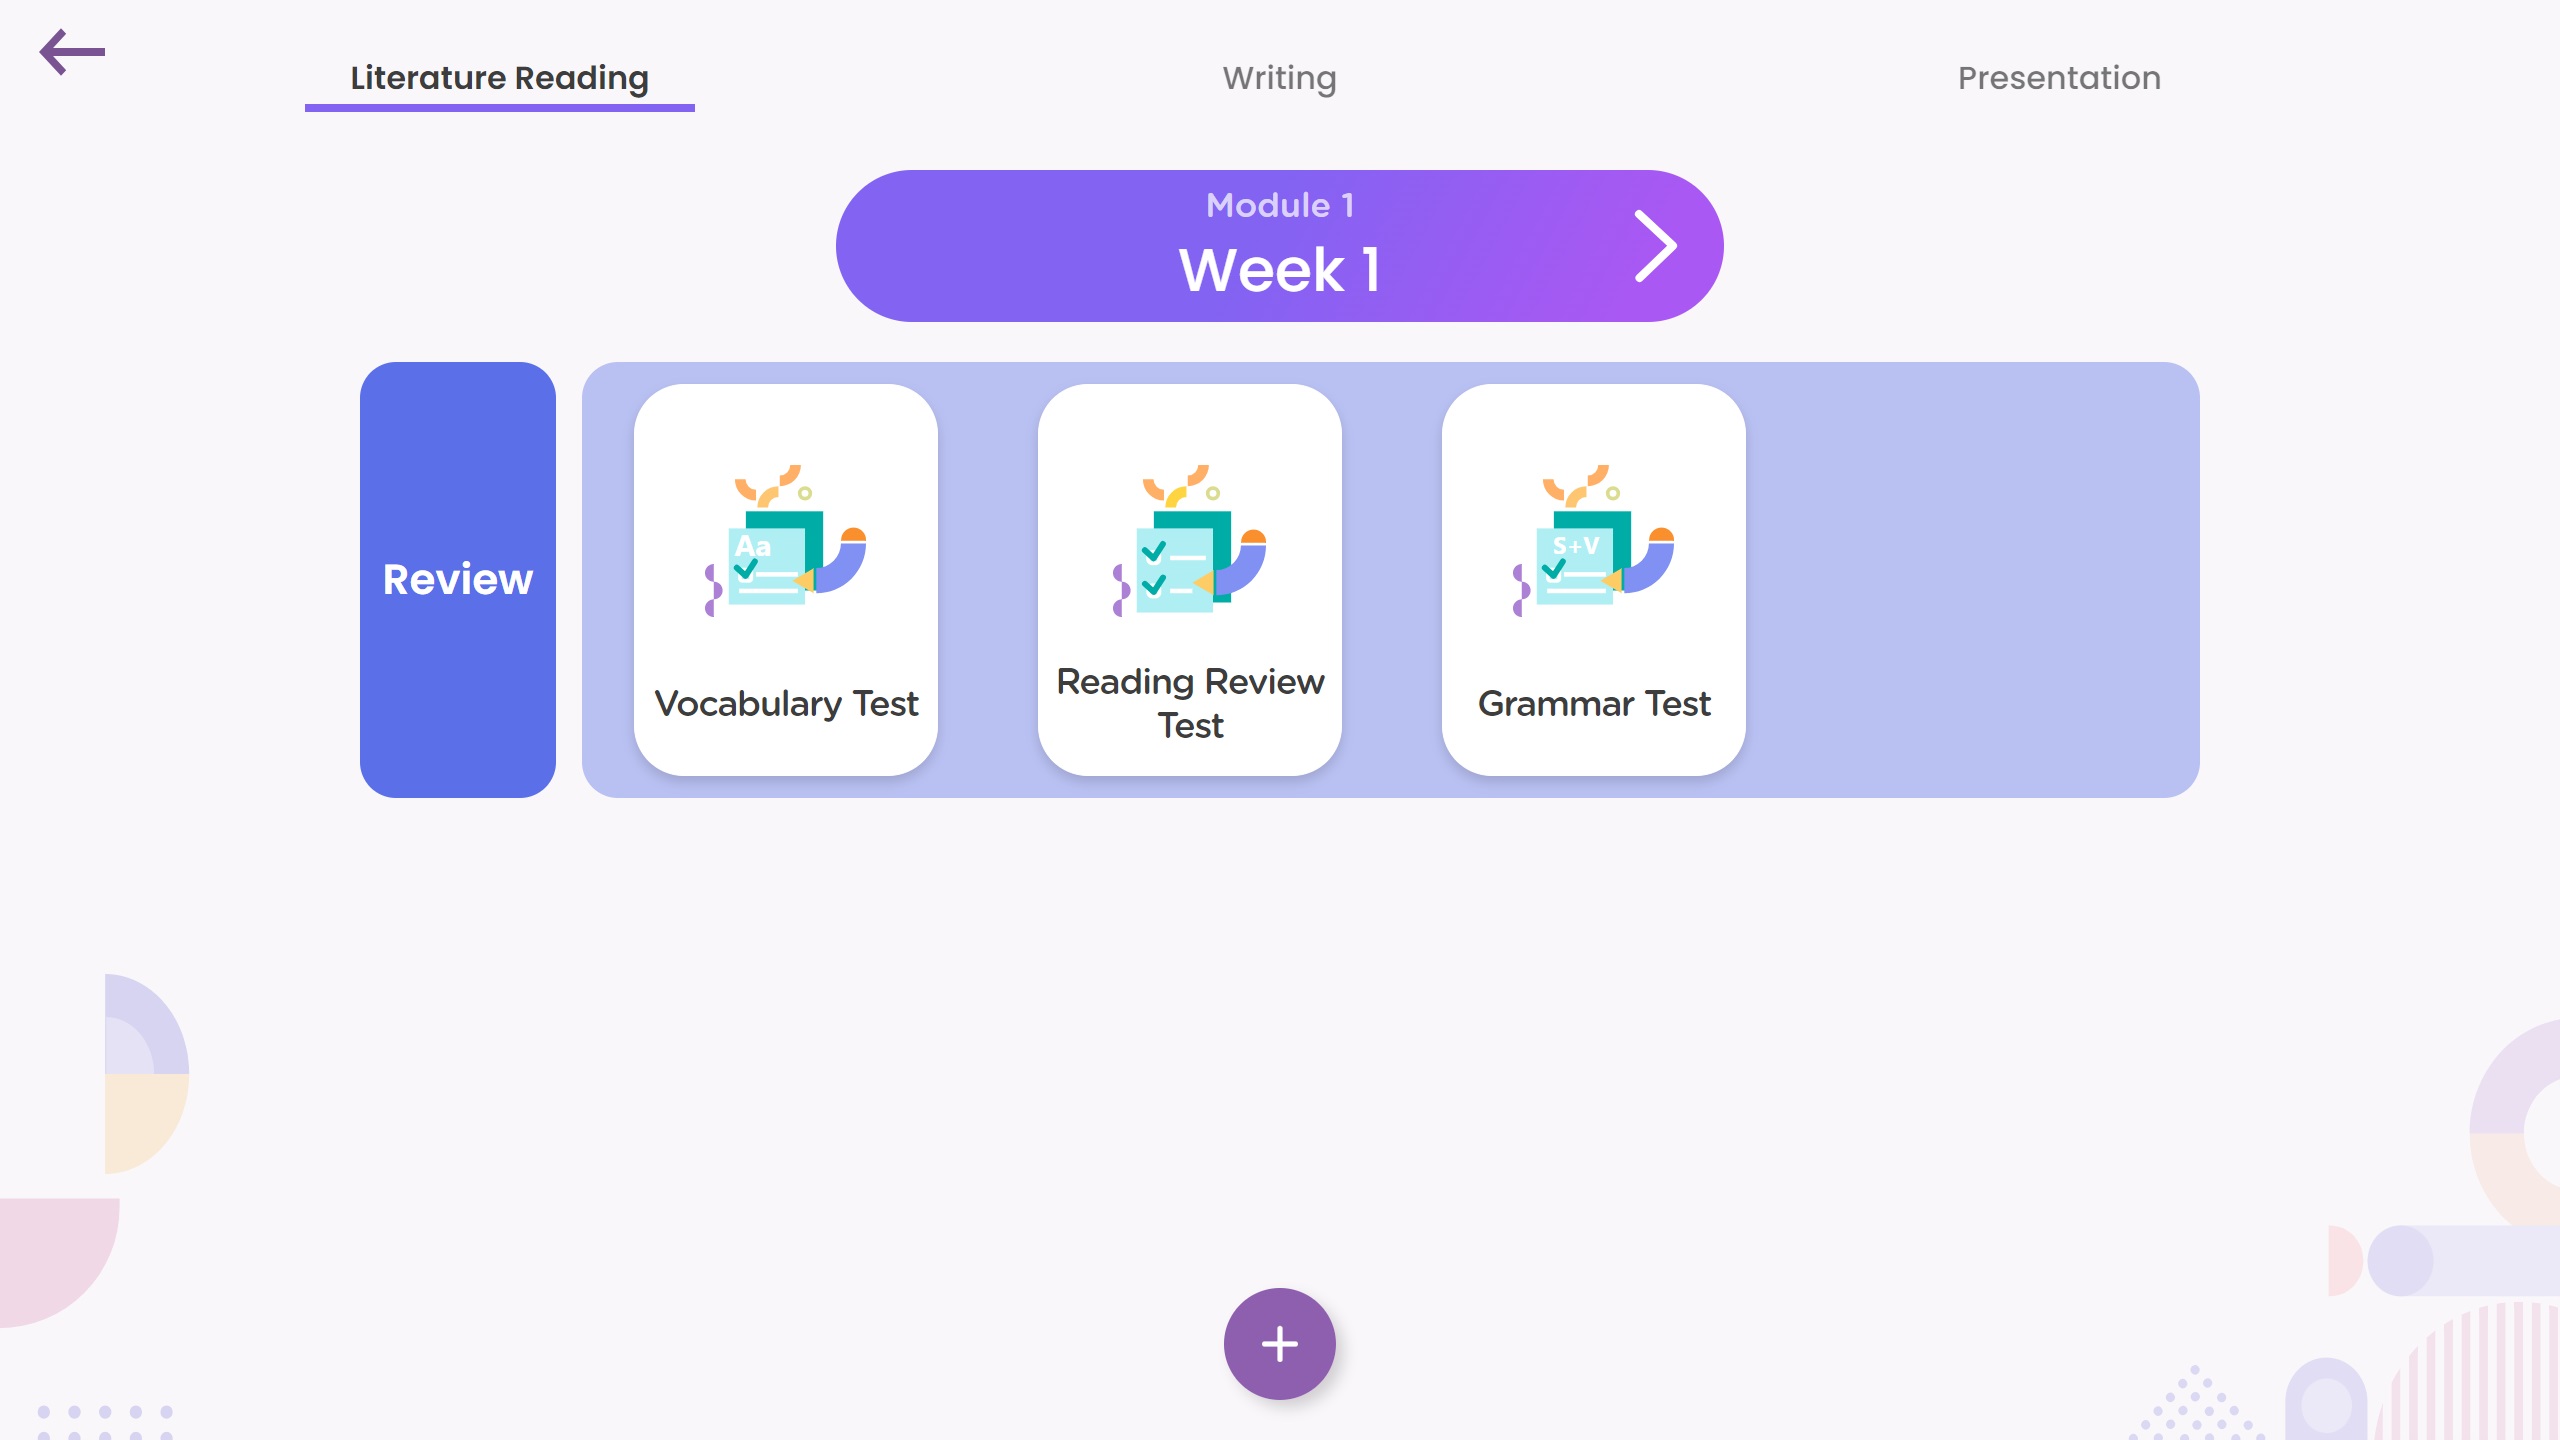 Literature Reading
Writing
Presentation
Module 1
Week 1
Review
Aa
Vocabulary Test
Reading Review
Test
S+V
Grammar Test